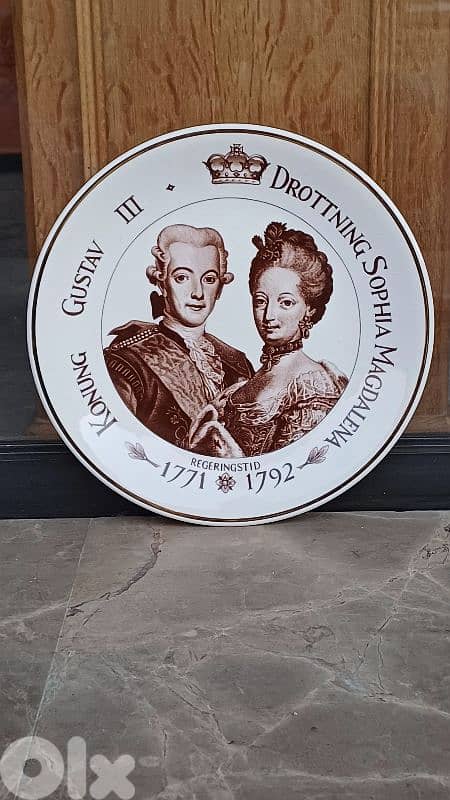 KONUNG GUSTAV III · DROTTNING SOPHIA MAGDALENA
REGERINGSTID
1771 1792
OLX